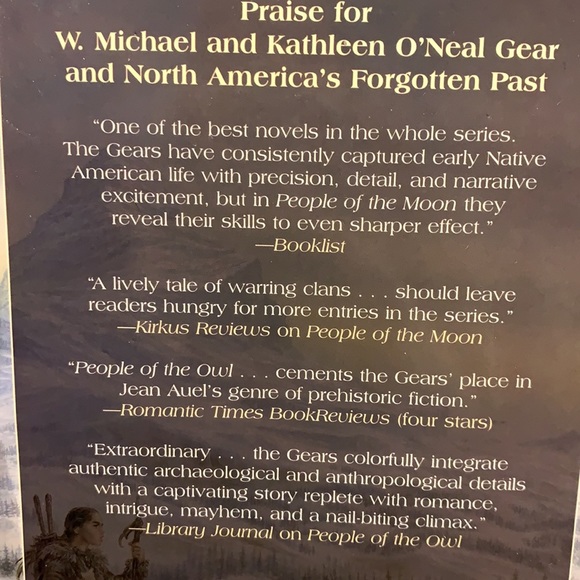 Praise for
W. Michael and Kathleen O'Neal Gear
and North America's Forgotten Past
“One of the best novels in the whole series.
The Gears have consistently captured early Native
American life with precision, detail, and narrative
excitement, but in People of the Moon they
reveal their skills to even sharper effect.”
—Booklist
“A lively tale of warring clans . . . should leave
readers hungry for more entries in the series.”
—Kirkus Reviews on People of the Moon
“People of the Owl . . . cements the Gears' place in
Jean Auel's genre of prehistoric fiction.”
—Romantic Times BookReviews (four stars)
“Extraordinary . . . the Gears colorfully integrate
authentic archaeological and anthropological details
with a captivating story replete with romance,
intrigue, mayhem, and a nail-biting climax.”
—Library Journal on People of the Owl